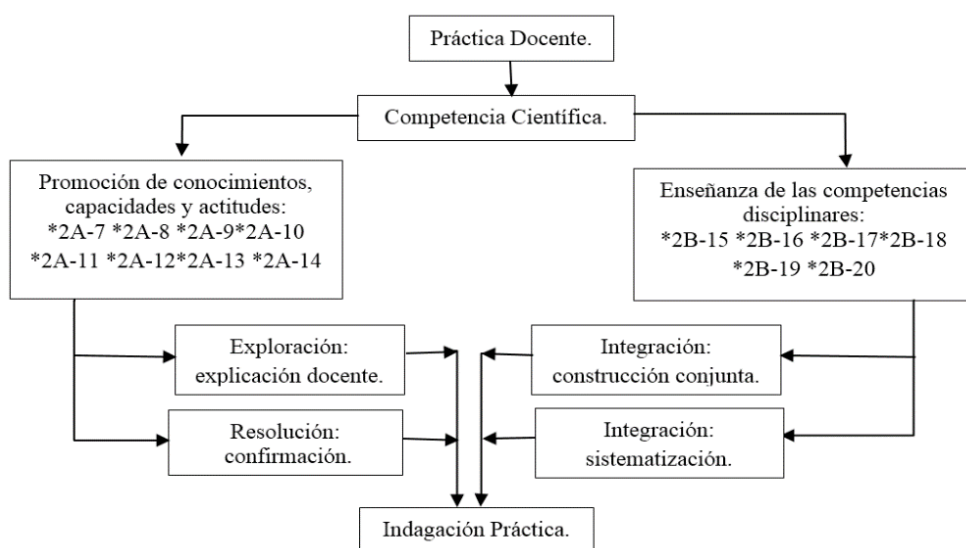 Práctica Docente.
Competencia Científica.
Promoción de conocimientos,
capacidades y actitudes:
*2A-7 *2A-8 *2A-9*2A-10
*2A-11 *2A-12*2A-13 *2A-14
Enseñanza de las competencias
disciplinares:
*2B-15 *2B-16 *2B-17*2B-18
*2B-19 *2B-20
Exploración:
explicación docente.
Integración:
construcción conjunta.
Resolución:
confirmación.
Integración:
sistematización.
Indagación Práctica.